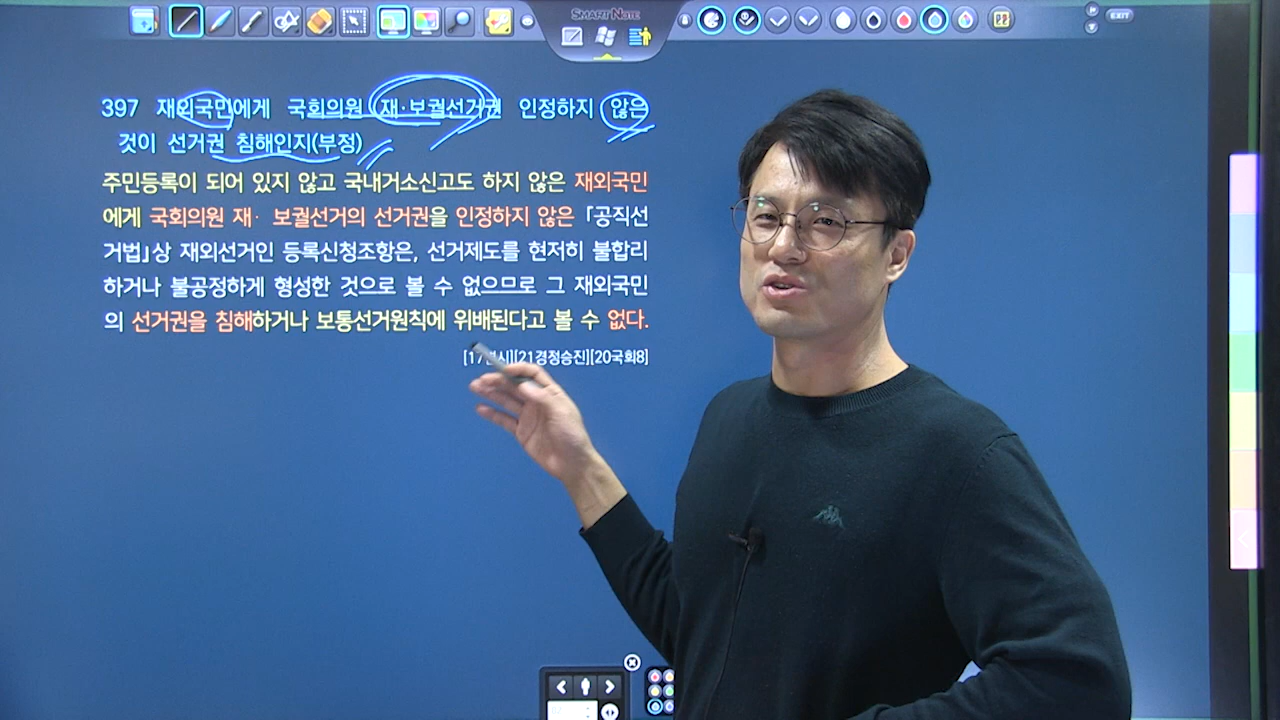 SMARTNOTE
EXIT
397 재외국민에게 국회의원 재·보궐선거권 인정하지 않은
것이 선거권 침해인지(부정)
주민등록이 되어 있지 않고 국내거소신고도 하지 않은 재외국민
에게 국회의원 재· 보궐선거의 선거권을 인정하지 않은 「공직선
거법」상 재외선거인 등록신청조항은, 선거제도를 현저히 불합리
하거나 불공정하게 형성한 것으로 볼 수 없으므로 그 재외국민
의 선거권을 침해하거나 보통선거원칙에 위배된다고 볼 수 없다.
[21경정승진][20국회8]